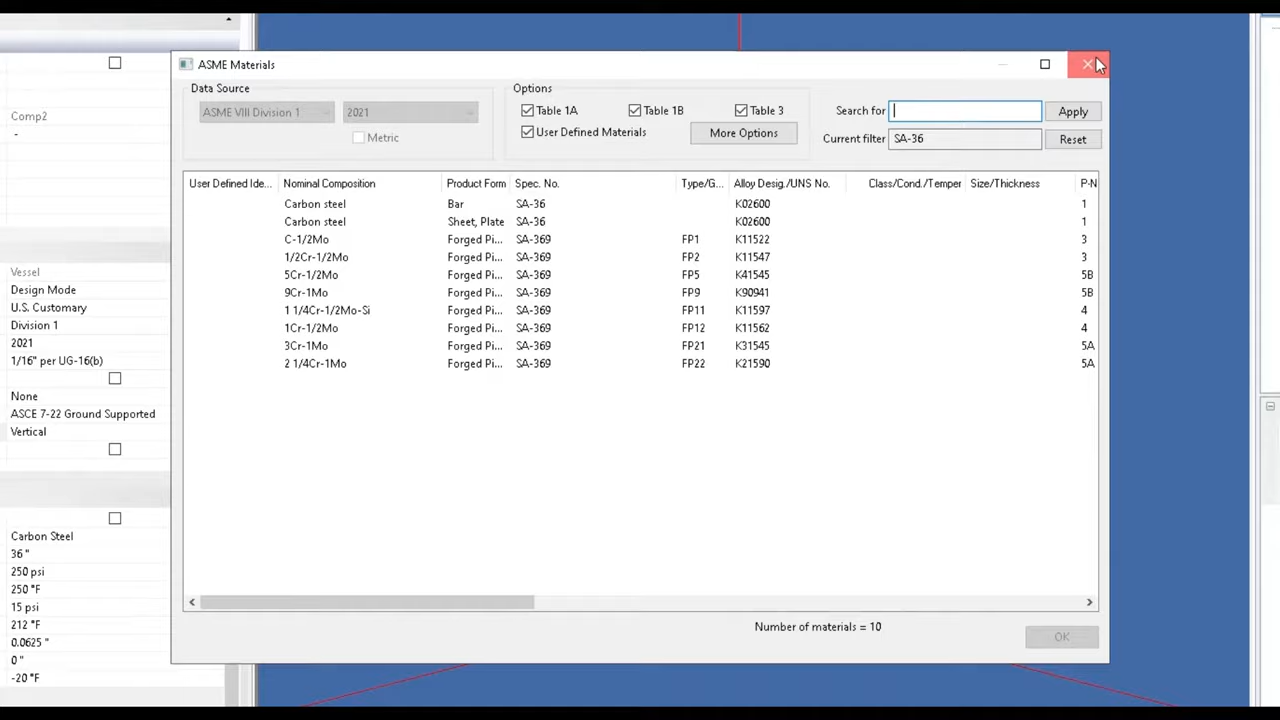 Comp2
-
Vessel
Design Mode
U.S. Customary
Division 1
2021
1/16" per UG-16(b)
None
ASCE 7-22 Ground Supported
Vertical
Carbon Steel
36 "
250 psi
250 °F
15 psi
212 °F
0.0625 "
0 "
-20 °F
ASME Materials
Data Source
ASME VIII Division 1 2021
Metric
Options
Table 1A Table 1B Table 3
User Defined Materials More Options
Search for Apply
Current filter SA-36 Reset
User Defined Ide... Nominal Composition Product Form Spec. No. Type/G... Alloy Desig./UNS No. Class/Cond./Temper Size/Thickness P-N
Carbon steel Bar SA-36 K02600 1
Carbon steel Sheet, Plate SA-36 K02600 1
C-1/2Mo Forged Pi... SA-369 FP1 K11522 3
1/2Cr-1/2Mo Forged Pi... SA-369 FP2 K11547 3
5Cr-1/2Mo Forged Pi... SA-369 FP5 K41545 5B
9Cr-1Mo Forged Pi... SA-369 FP9 K90941 5B
1 1/4Cr-1/2Mo-Si Forged Pi... SA-369 FP11 K11597 4
1Cr-1/2Mo Forged Pi... SA-369 FP12 K11562 4
3Cr-1Mo Forged Pi... SA-369 FP21 K31545 5A
2 1/4Cr-1Mo Forged Pi... SA-369 FP22 K21590 5A
Number of materials = 10
OK